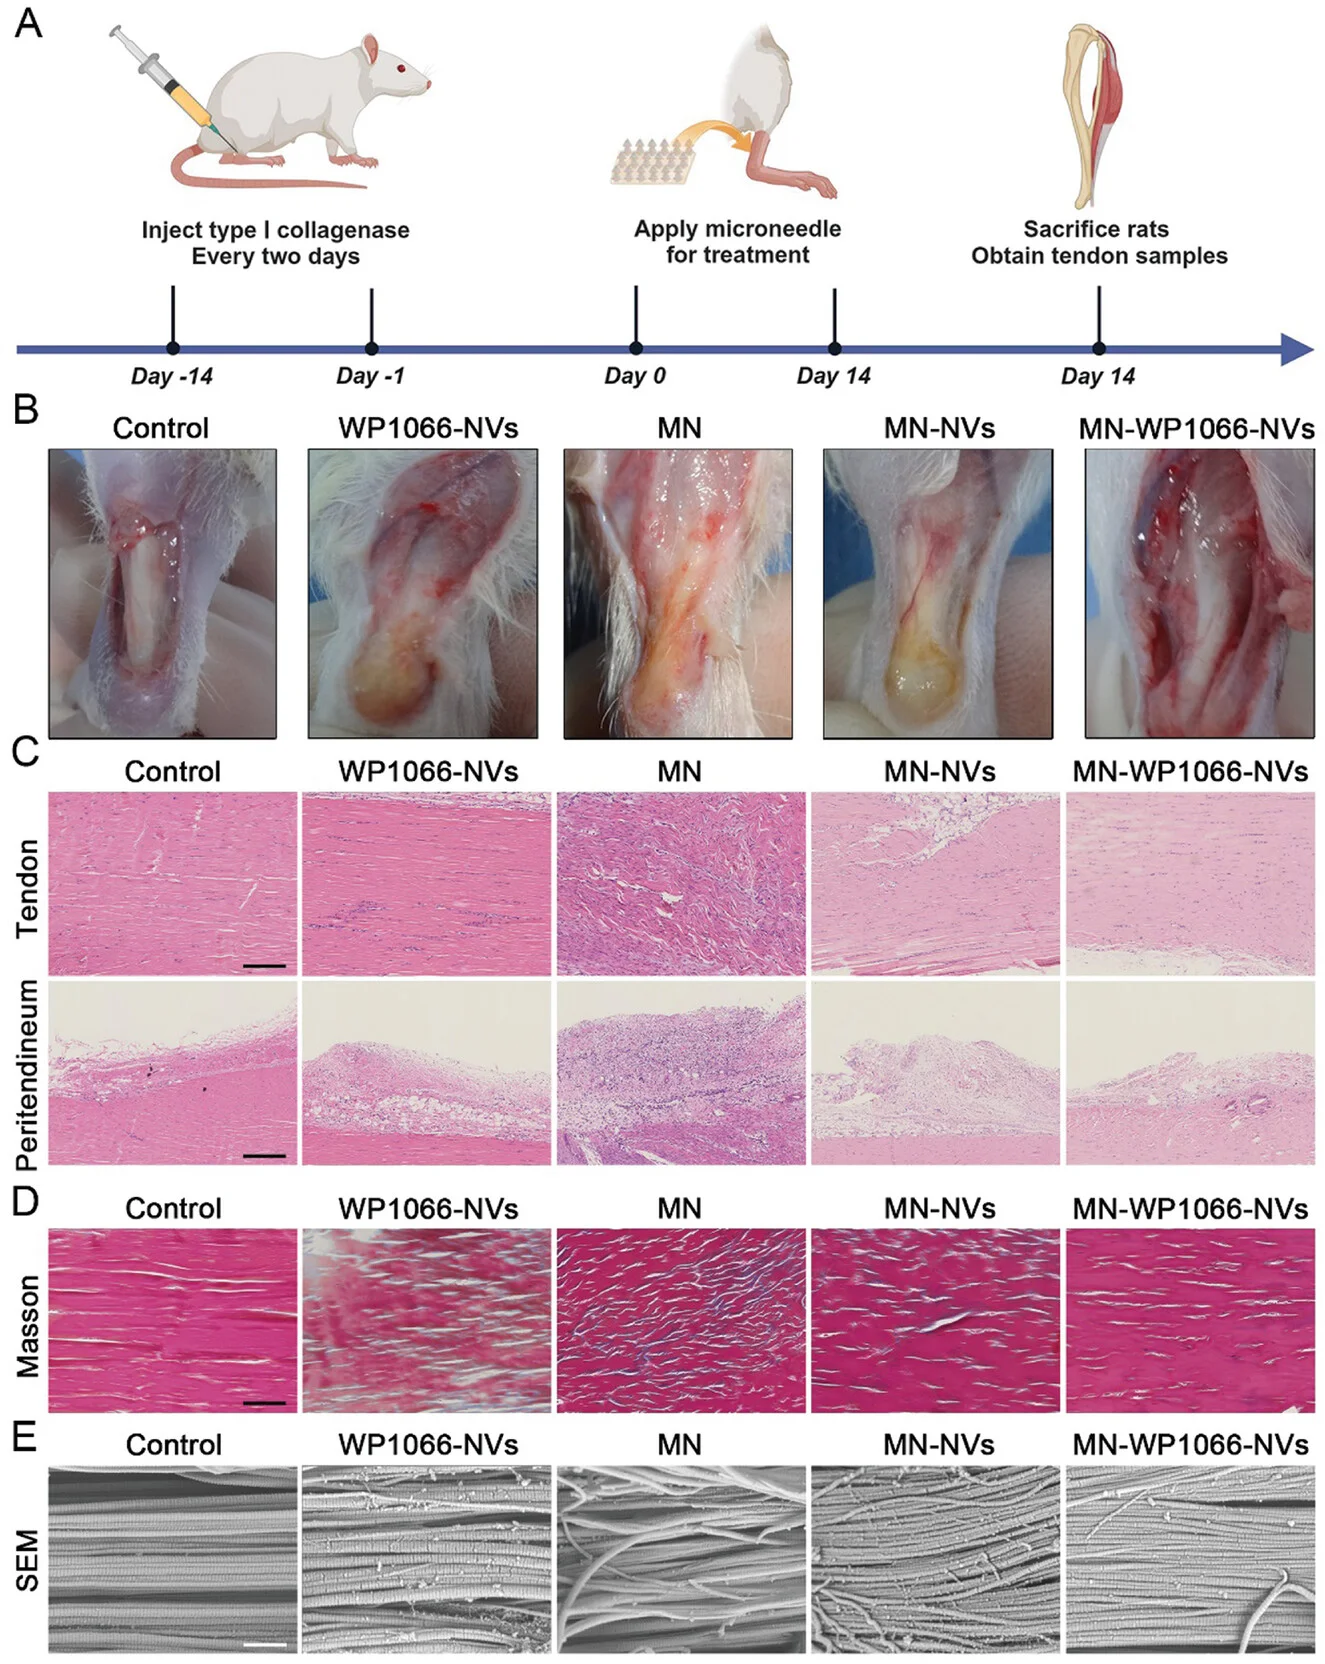 A
Inject type I collagenase
Every two days
Apply microneedle
for treatment
Sacrifice rats
Obtain tendon samples
Day -14
Day -1
Day 0
Day 14
Day 14
B
Control
WP1066-NVs
MN
MN-NVs
MN-WP1066-NVs
C
Control
WP1066-NVs
MN
MN-NVs
MN-WP1066-NVs
Tendon
Peritendineum
D
Control
WP1066-NVs
MN
MN-NVs
MN-WP1066-NVs
Masson
E
Control
WP1066-NVs
MN
MN-NVs
MN-WP1066-NVs
SEM